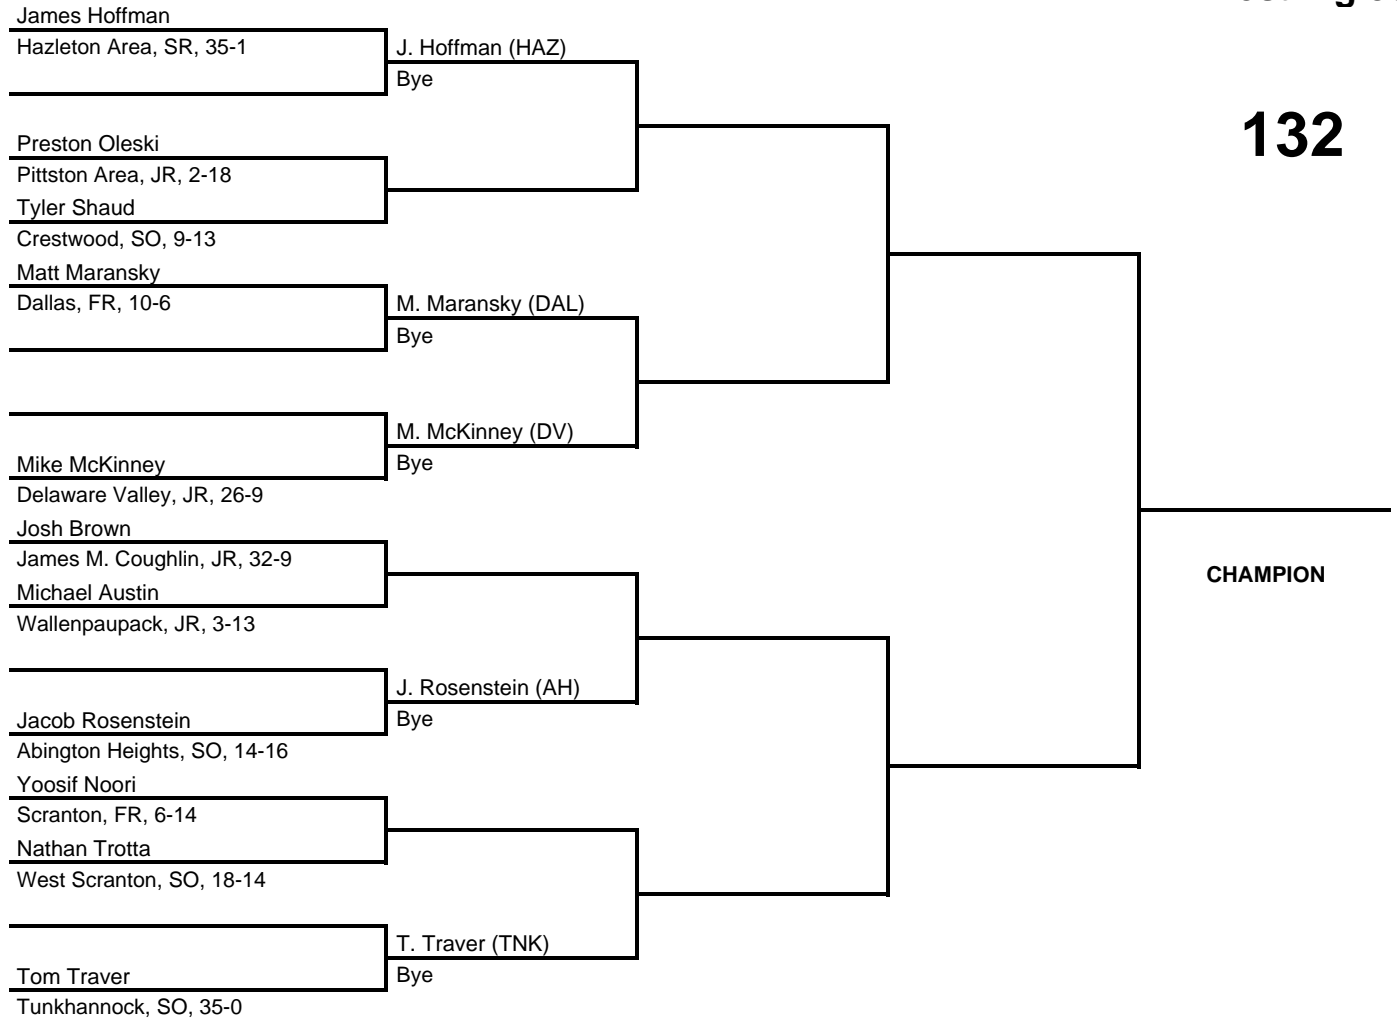 James Hoffman
Hazleton Area, SR, 35-1
J. Hoffman (HAZ)
Bye
132
Preston Oleski
Pittston Area, JR, 2-18
Tyler Shaud
Crestwood, SO, 9-13
Matt Maransky
Dallas, FR, 10-6
M. Maransky (DAL)
Bye
M. McKinney (DV)
Bye
Mike McKinney
Delaware Valley, JR, 26-9
Josh Brown
James M. Coughlin, JR, 32-9
Michael Austin
Wallenpaupack, JR, 3-13
CHAMPION
J. Rosenstein (AH)
Bye
Jacob Rosenstein
Abington Heights, SO, 14-16
Yoosif Noori
Scranton, FR, 6-14
Nathan Trotta
West Scranton, SO, 18-14
T. Traver (TNK)
Bye
Tom Traver
Tunkhannock, SO, 35-0